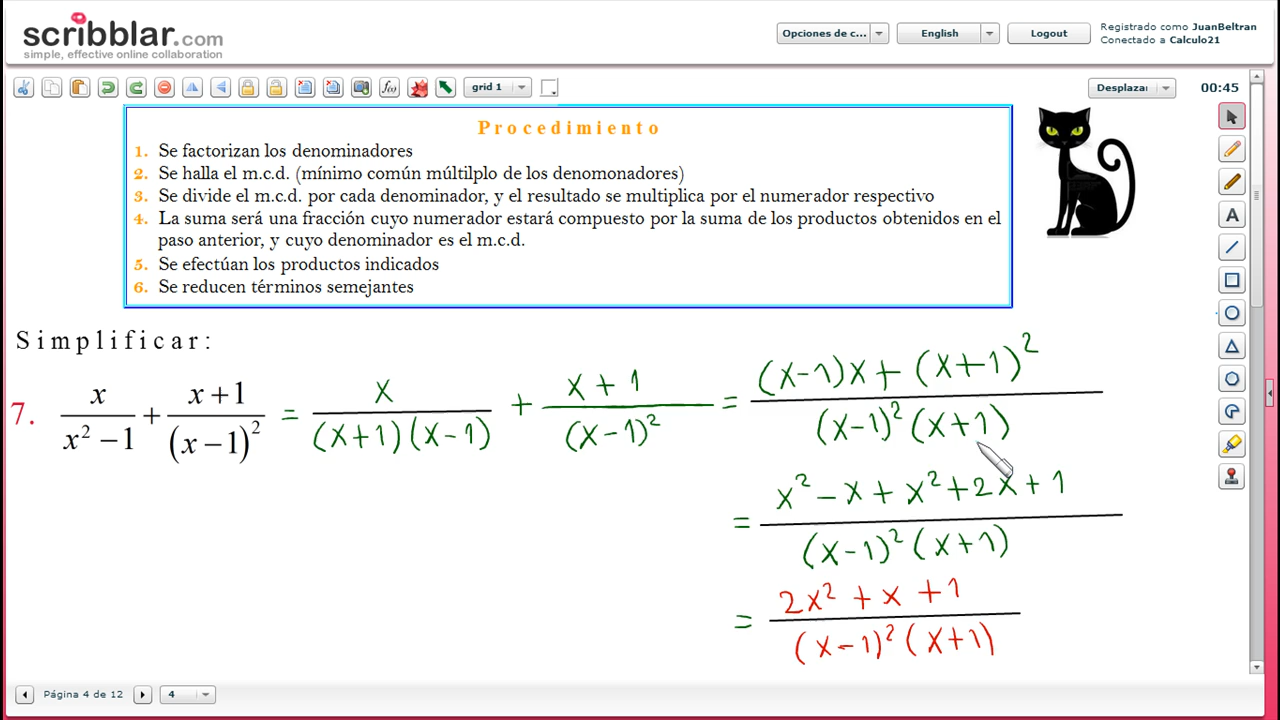 scribblar.com
simple, effective online collaboration
Opciones de c...
English
Logout
Registrado como JuanBeltran
Conectado a Calculo21
f(x)
grid 1
Desplazai
00:45
Procedimiento
1. Se factorizan los denominadores
2. Se halla el m.c.d. (mínimo común múltilplo de los denomonadores)
3. Se divide el m.c.d. por cada denominador, y el resultado se multiplica por el numerador respectivo
4. La suma será una fracción cuyo numerador estará compuesto por la suma de los productos obtenidos en el
paso anterior, y cuyo denominador es el m.c.d.
5. Se efectúan los productos indicados
6. Se reducen términos semejantes
A
Simplificar:
7. x/(x² − 1) + (x + 1)/(x − 1)² = x/((x+1)(x−1)) + (x+1)/(x−1)² = ((x−1)x + (x+1)²)/((x−1)²(x+1))
= (x² − x + x² + 2x + 1)/((x−1)²(x+1))
= (2x² + x + 1)/((x−1)²(x+1))
Página 4 de 12
4